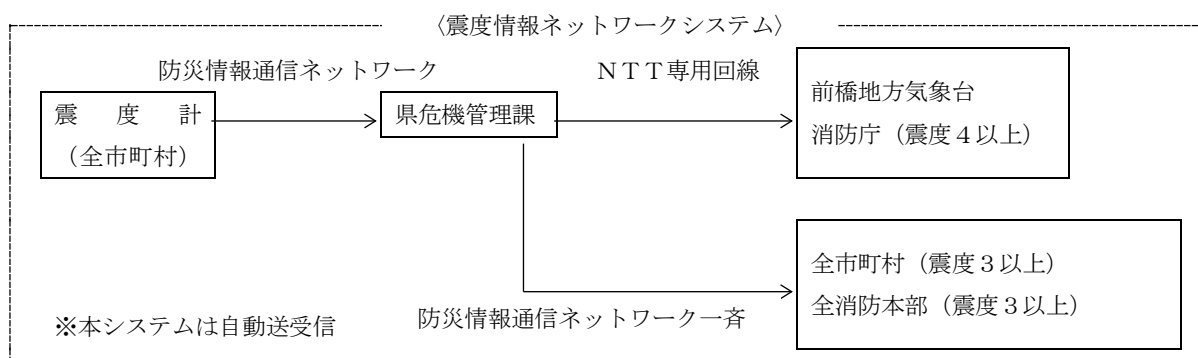 〈震度情報ネットワークシステム〉
防災情報通信ネットワーク
ＮＴＴ専用回線
震　度　計
（全市町村）
県危機管理課
前橋地方気象台
消防庁（震度４以上）
全市町村（震度３以上）
全消防本部（震度３以上）
防災情報通信ネットワーク一斉
※本システムは自動送受信